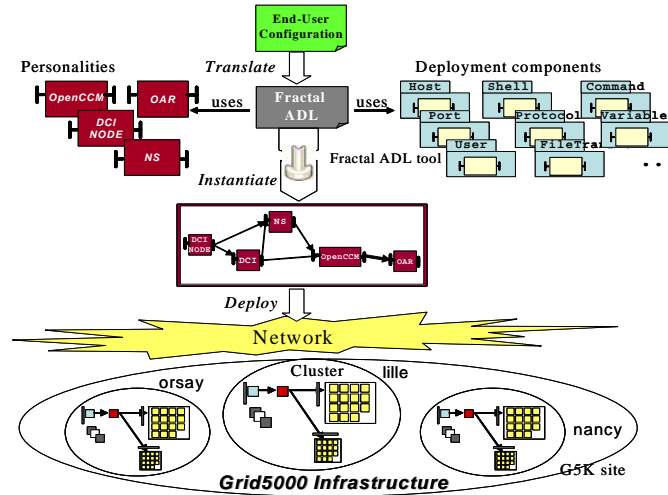 End-User
Configuration
Personalities
Translate
Deployment components
OpenCCM
OAR
DCI
NODE
NS
uses
Fractal
ADL
uses
Host
Shell
Command
Port
Protocol
Variable
User
FileTran
. .
Fractal ADL tool
Instantiate
NS
DCI
NODE
DCI
OpenCCM
OAR
Deploy
Network
Cluster
orsay
lille
nancy
G5K site
Grid5000 Infrastructure